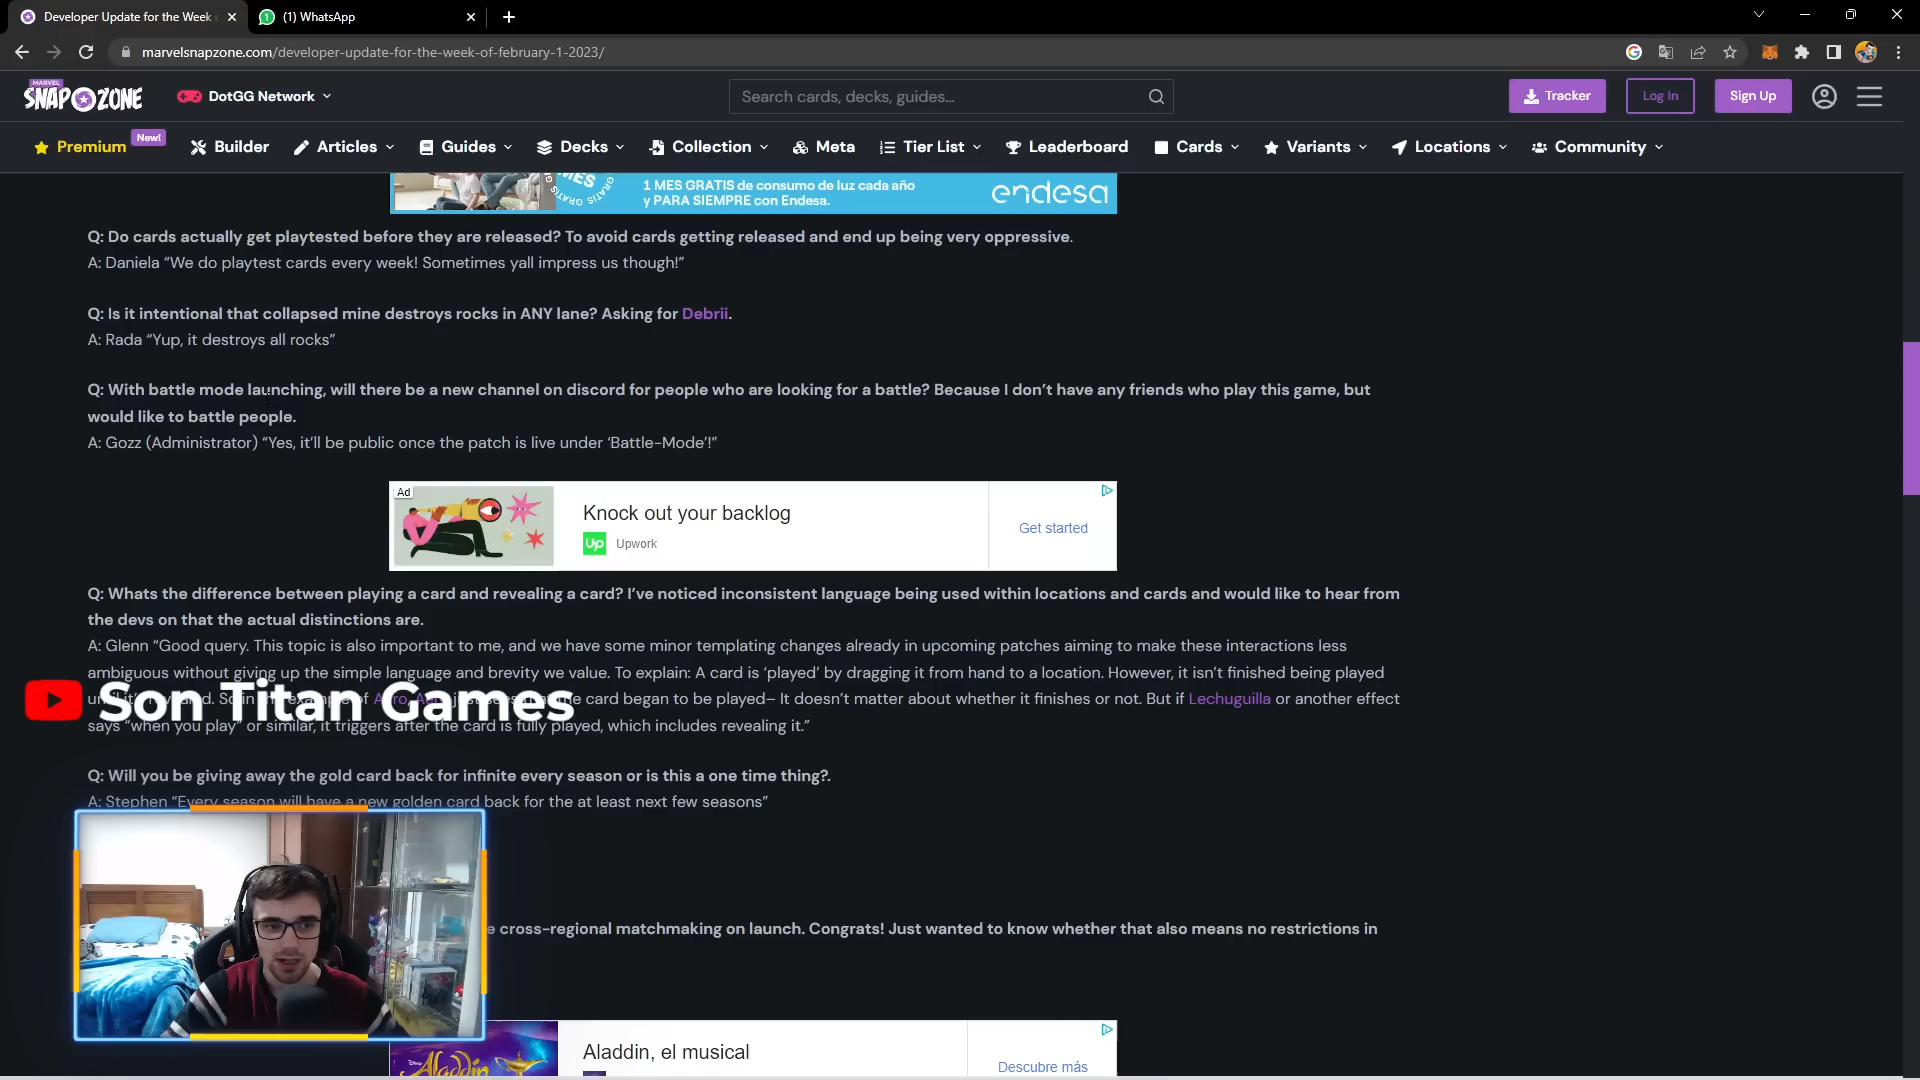 Developer Update for the Week
(1) WhatsApp
marvelsnapzone.com/developer-update-for-the-week-of-february-1-2023/
MARVEL
SNAP ZONE
DotGG Network
Search cards, decks, guides...
Tracker
Log In
Sign Up
Premium
New!
Builder
Articles
Guides
Decks
Collection
Meta
Tier List
Leaderboard
Cards
Variants
Locations
Community
1 MES GRATIS de consumo de luz cada año
y PARA SIEMPRE con Endesa.
endesa
Q: Do cards actually get playtested before they are released? To avoid cards getting released and end up being very oppressive.
A: Daniela “We do playtest cards every week! Sometimes yall impress us though!”
Q: Is it intentional that collapsed mine destroys rocks in ANY lane? Asking for Debrii.
A: Rada “Yup, it destroys all rocks”
Q: With battle mode launching, will there be a new channel on discord for people who are looking for a battle? Because I don’t have any friends who play this game, but
would like to battle people.
A: Gozz (Administrator) “Yes, it’ll be public once the patch is live under ‘Battle-Mode’!”
Ad
Knock out your backlog
Up
Upwork
Get started
Q: Whats the difference between playing a card and revealing a card? I’ve noticed inconsistent language being used within locations and cards and would like to hear from
the devs on that the actual distinctions are.
A: Glenn “Good query. This topic is also important to me, and we have some minor templating changes already in upcoming patches aiming to make these interactions less
ambiguous without giving up the simple language and brevity we value. To explain: A card is ‘played’ by dragging it from hand to a location. However, it isn’t finished being played
card began to be played– It doesn’t matter about whether it finishes or not. But if Lechuguilla or another effect
Son Titan Games
says “when you play” or similar, it triggers after the card is fully played, which includes revealing it.”
Q: Will you be giving away the gold card back for infinite every season or is this a one time thing?.
A: Stephen “Every season will have a new golden card back for the at least next few seasons”
cross-regional matchmaking on launch. Congrats! Just wanted to know whether that also means no restrictions in
Aladdin
Aladdin, el musical
Descubre más